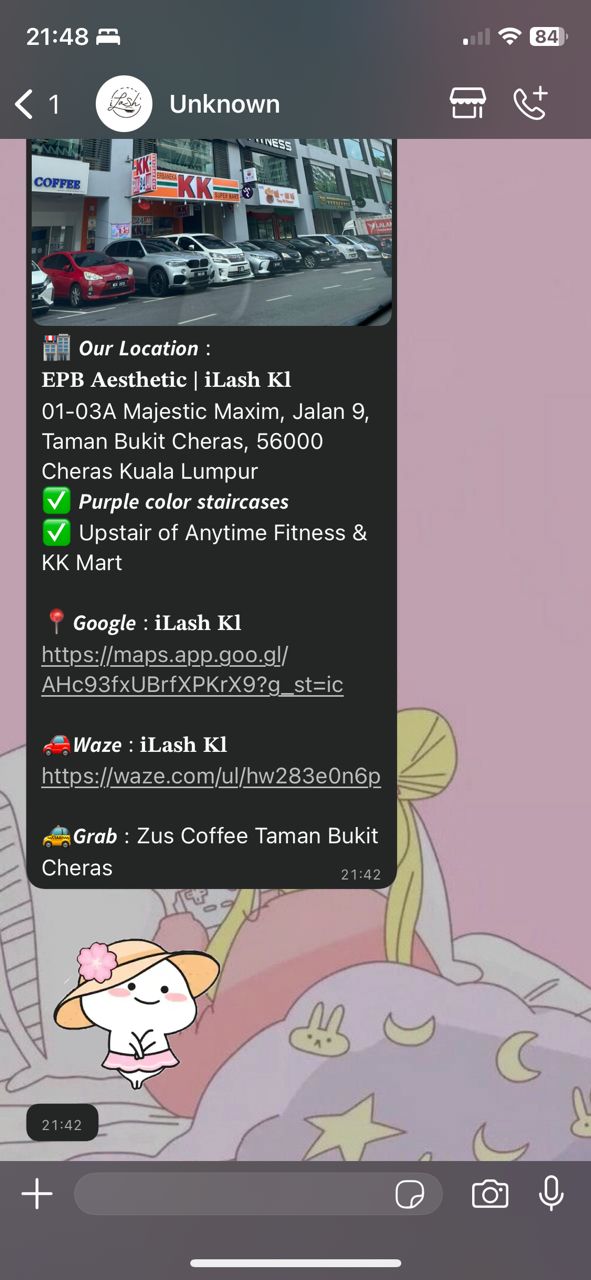 21:48
84
1
iLash
Unknown
FITNESS
COFFEE
KK
KK
SUPER MART
🏪 Our Location :
EPB Aesthetic | iLash Kl
01-03A Majestic Maxim, Jalan 9,
Taman Bukit Cheras, 56000
Cheras Kuala Lumpur
✅ Purple color staircases
✅ Upstair of Anytime Fitness &
KK Mart
📍 Google : iLash Kl
https://maps.app.goo.gl/
AHc93fxUBrfXPKrX9?g_st=ic
🚗Waze : iLash Kl
https://waze.com/ul/hw283e0n6p
🚕Grab : Zus Coffee Taman Bukit
Cheras
21:42
21:42